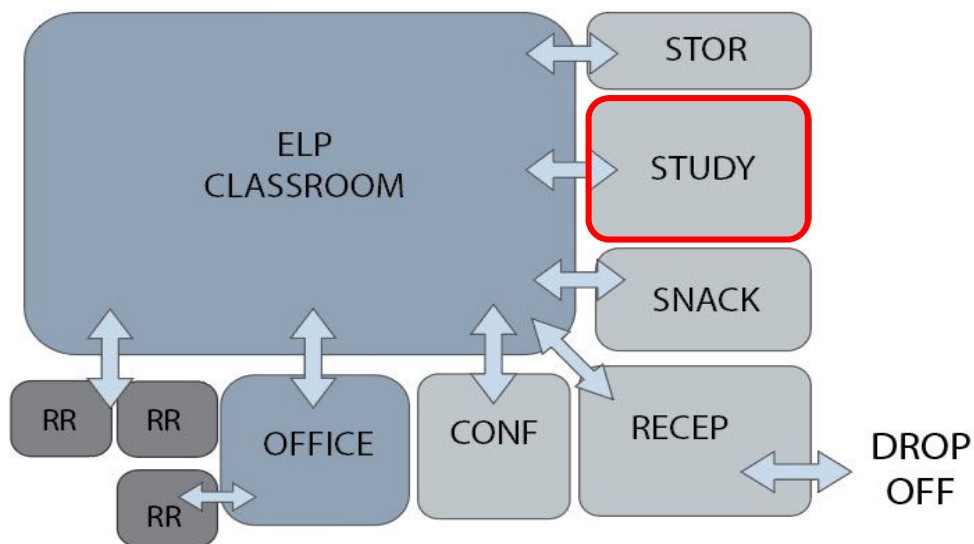 STOR
ELP
CLASSROOM
STUDY
SNACK
RR
RR
OFFICE
CONF
RECEP
DROP
OFF
RR